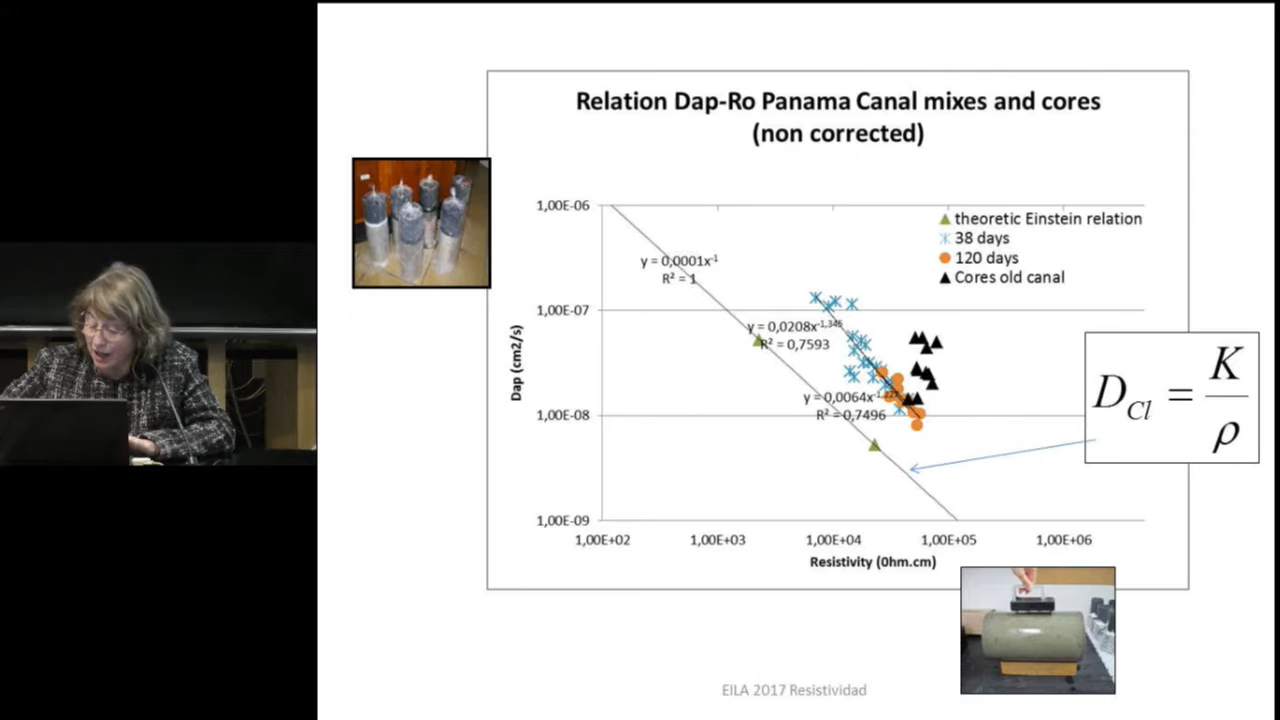 Relation Dap-Ro Panama Canal mixes and cores
(non corrected)
1,00E-06
1,00E-07
1,00E-08
1,00E-09
Dap (cm2/s)
theoretic Einstein relation
38 days
120 days
Cores old canal
y = 0,0001x-1
R² = 1
y = 0,0208x-1,346
R² = 0,7593
R² = 0,7496
1,00E+02
1,00E+03
1,00E+04
1,00E+05
1,00E+06
Resistivity (0hm.cm)
D_Cl = K/ρ
EILA 2017 Resistividad